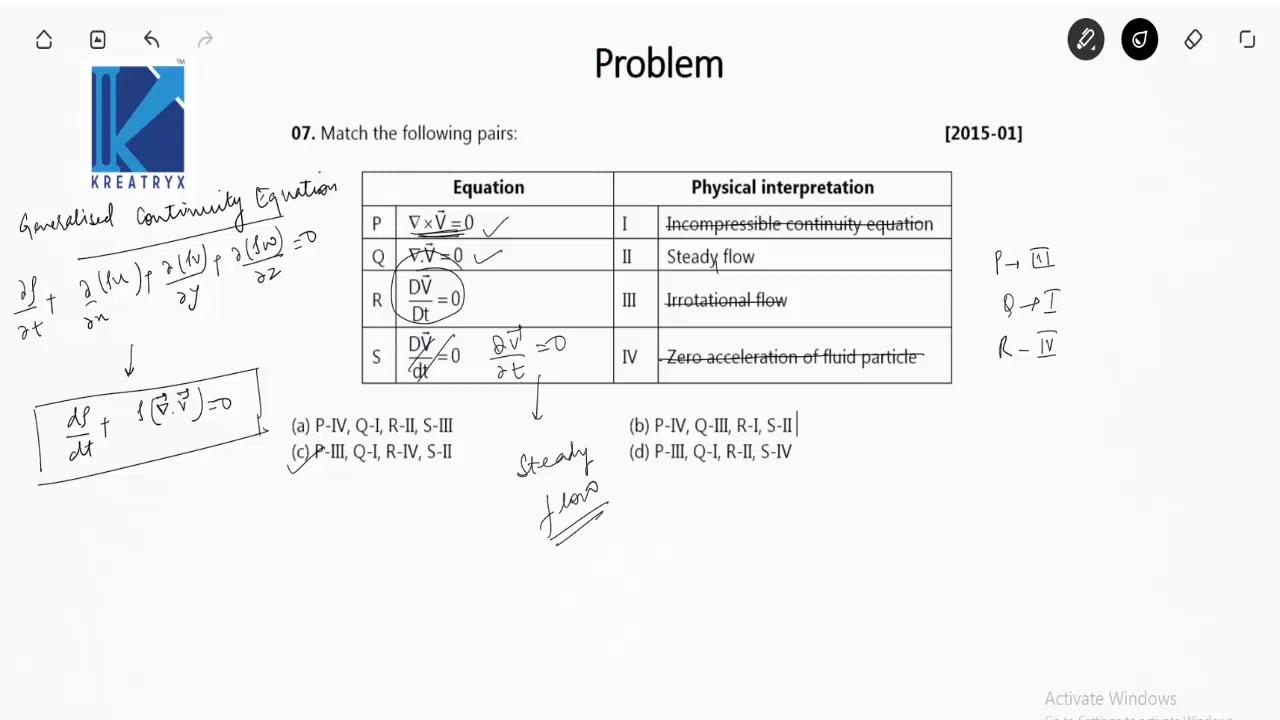 Problem
™
KREATRYX
07. Match the following pairs: [2015-01]
Equation Physical interpretation
P ∇×V⃗=0 I Incompressible continuity equation
Q ∇.V⃗=0 II Steady flow
R DV⃗/Dt=0 III Irrotational flow
S DV⃗/dt=0 ∂V⃗/∂t=0 IV Zero acceleration of fluid particle
(a) P-IV, Q-I, R-II, S-III (b) P-IV, Q-III, R-I, S-II
(c) P-III, Q-I, R-IV, S-II (d) P-III, Q-I, R-II, S-IV
Generalised Continuity Equation
∂ρ/∂t + ∂(ρu)/∂x + ∂(ρv)/∂y + ∂(ρw)/∂z =0
dρ/dt + ρ(∇⃗.V⃗)=0
Steady
flow
P→ III
Q → I
R - IV
Activate Windows